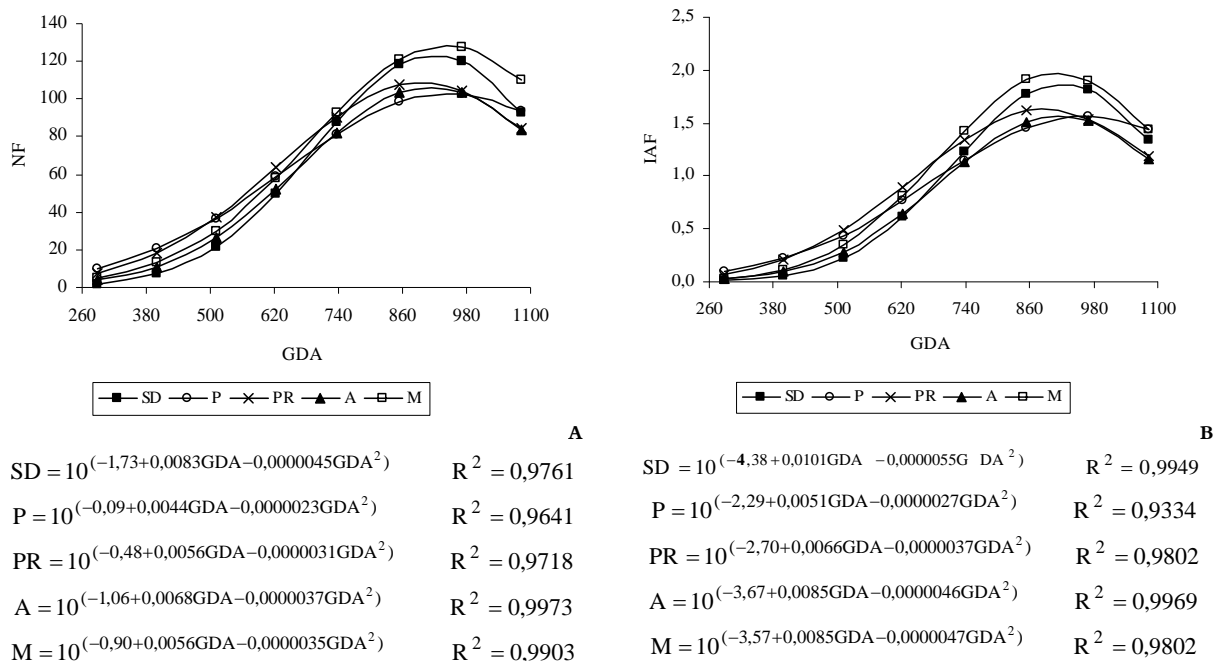 140
120
100
80
60
40
20
0
NF
260 380 500 620 740 860 980 1100
GDA
SD P PR A M
A
SD = 10^(−1,73+0,0083GDA−0,0000045GDA²) R² = 0,9761
P = 10^(−0,09+0,0044GDA−0,0000023GDA²) R² = 0,9641
PR = 10^(−0,48+0,0056GDA−0,0000031GDA²) R² = 0,9718
A = 10^(−1,06+0,0068GDA−0,0000037GDA²) R² = 0,9973
M = 10^(−0,90+0,0056GDA−0,0000035GDA²) R² = 0,9903
2,5
2,0
1,5
1,0
0,5
0,0
IAF
260 380 500 620 740 860 980 1100
GDA
SD P PR A M
B
SD = 10^(−4,38+0,0101GDA −0,0000055G DA²) R² = 0,9949
P = 10^(−2,29+0,0051GDA−0,0000027GDA²) R² = 0,9334
PR = 10^(−2,70+0,0066GDA−0,0000037GDA²) R² = 0,9802
A = 10^(−3,67+0,0085GDA−0,0000046GDA²) R² = 0,9969
M = 10^(−3,57+0,0085GDA−0,0000047GDA²) R² = 0,9802